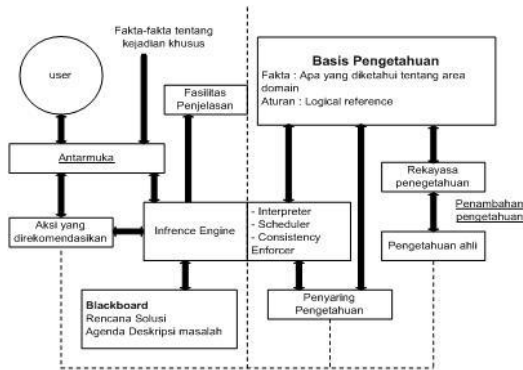 Fakta-fakta tentang
kejadian khusus
user
Fasilitas
Penjelasan
Basis Pengetahuan
Fakta : Apa yang diketahui tentang area
domain
Aturan : Logical reference
Antarmuka
Rekayasa
penegetahuan
Penambahan
pengetahuan
Aksi yang
direkomendasikan
Infrence Engine
- Interpreter
- Scheduler
- Consistency
Enforcer
Pengetahuan ahli
Blackboard
Rencana Solusi
Agenda Deskripsi masalah
Penyaring
Pengetahuan